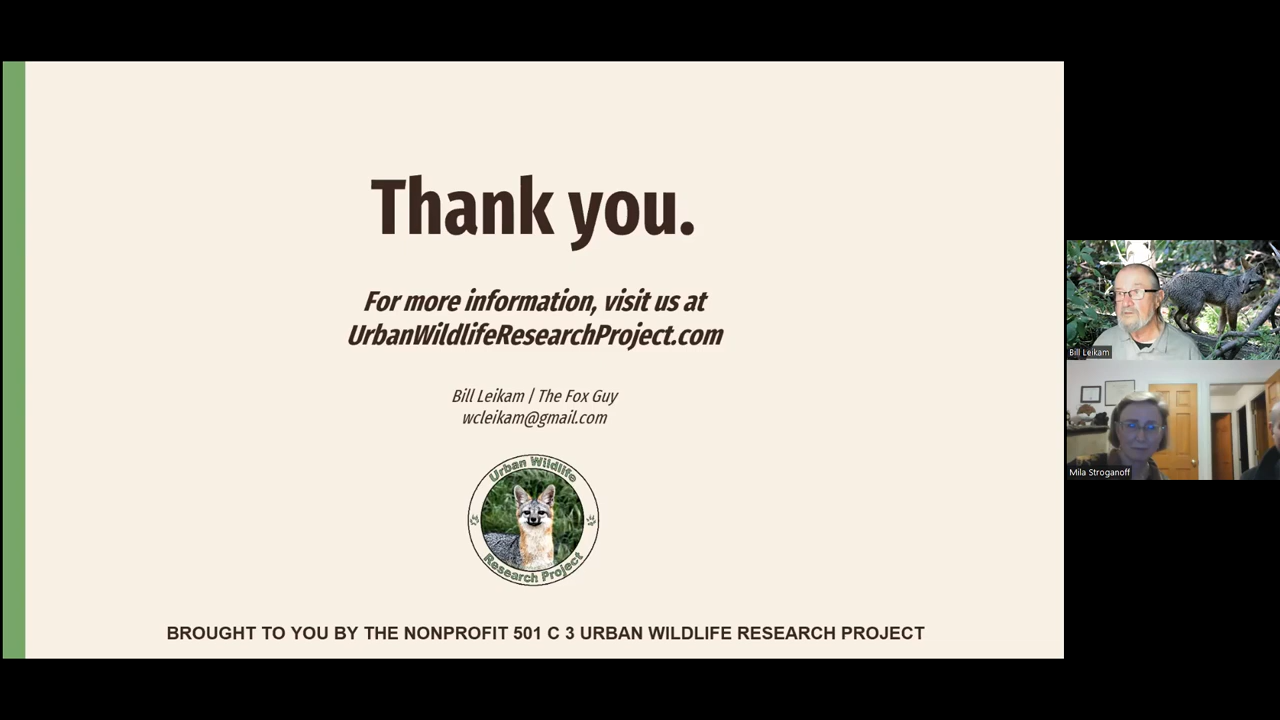 Thank you.
For more information, visit us at
UrbanWildlifeResearchProject.com
Bill Leikam | The Fox Guy
wcleikam@gmail.com
Urban Wildlife
Research Project
BROUGHT TO YOU BY THE NONPROFIT 501 C 3 URBAN WILDLIFE RESEARCH PROJECT
Bill Leikam
Mila Stroganoff